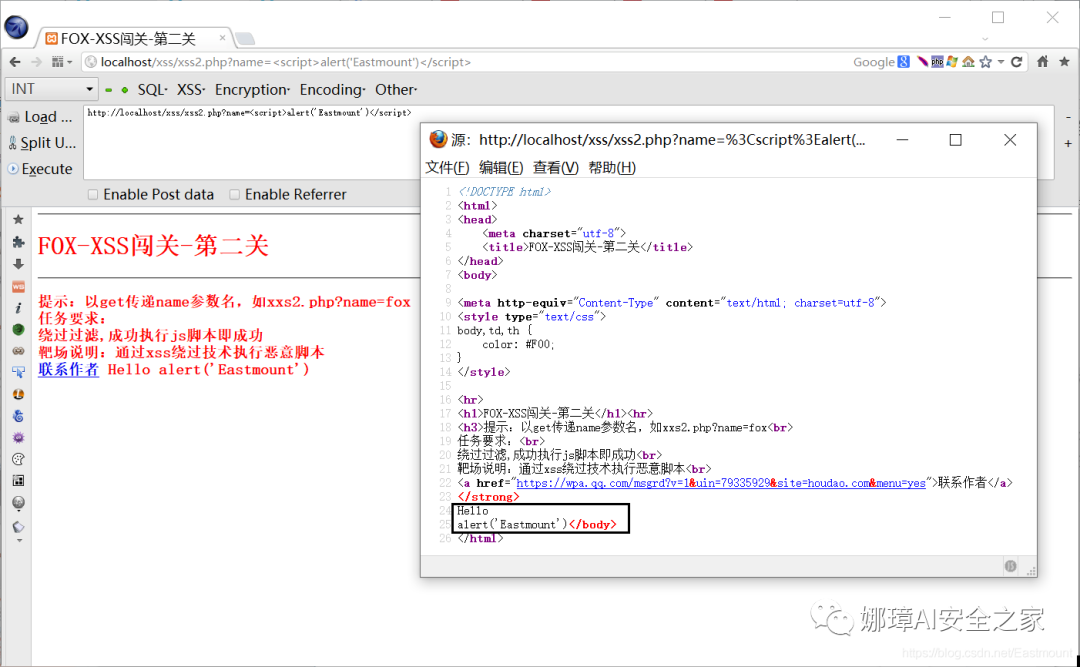 FOX-XSS闯关-第二关
localhost/xss/xss2.php?name=<script>alert('Eastmount')</script>
Google
INT
SQL· XSS· Encryption· Encoding· Other·
Load ...
http://localhost/xss/xss2.php?name=<script>alert('Eastmount')</script>
Split U...
Execute
Enable Post data Enable Referrer
FOX-XSS闯关-第二关
提示：以get传递name参数名，如xxs2.php?name=fox
任务要求：
绕过过滤,成功执行js脚本即成功
靶场说明：通过xss绕过技术执行恶意脚本
联系作者 Hello alert('Eastmount')
源：http://localhost/xss/xss2.php?name=%3Cscript%3Ealert(...
文件(F) 编辑(E) 查看(V) 帮助(H)
1 <!DOCTYPE html>
2 <html>
3 <head>
4 <meta charset="utf-8">
5 <title>FOX-XSS闯关-第二关</title>
6 </head>
7 <body>
8
9 <meta http-equiv="Content-Type" content="text/html; charset=utf-8">
10 <style type="text/css">
11 body,td,th {
12 color: #F00;
13 }
14 </style>
15
16 <hr>
17 <h1>FOX-XSS闯关-第二关</h1><hr>
18 <h3>提示：以get传递name参数名，如xxs2.php?name=fox<br>
19 任务要求：<br>
20 绕过过滤,成功执行js脚本即成功<br>
21 靶场说明：通过xss绕过技术执行恶意脚本<br>
22 <a href="https://wpa.qq.com/msgrd?v=1&uin=79335929&site=houdao.com&menu=yes">联系作者</a>
23 </strong>
24 Hello
25 alert('Eastmount')</body>
26 </html>
娜璋AI安全之家
https://blog.csdn.net/Eastmount